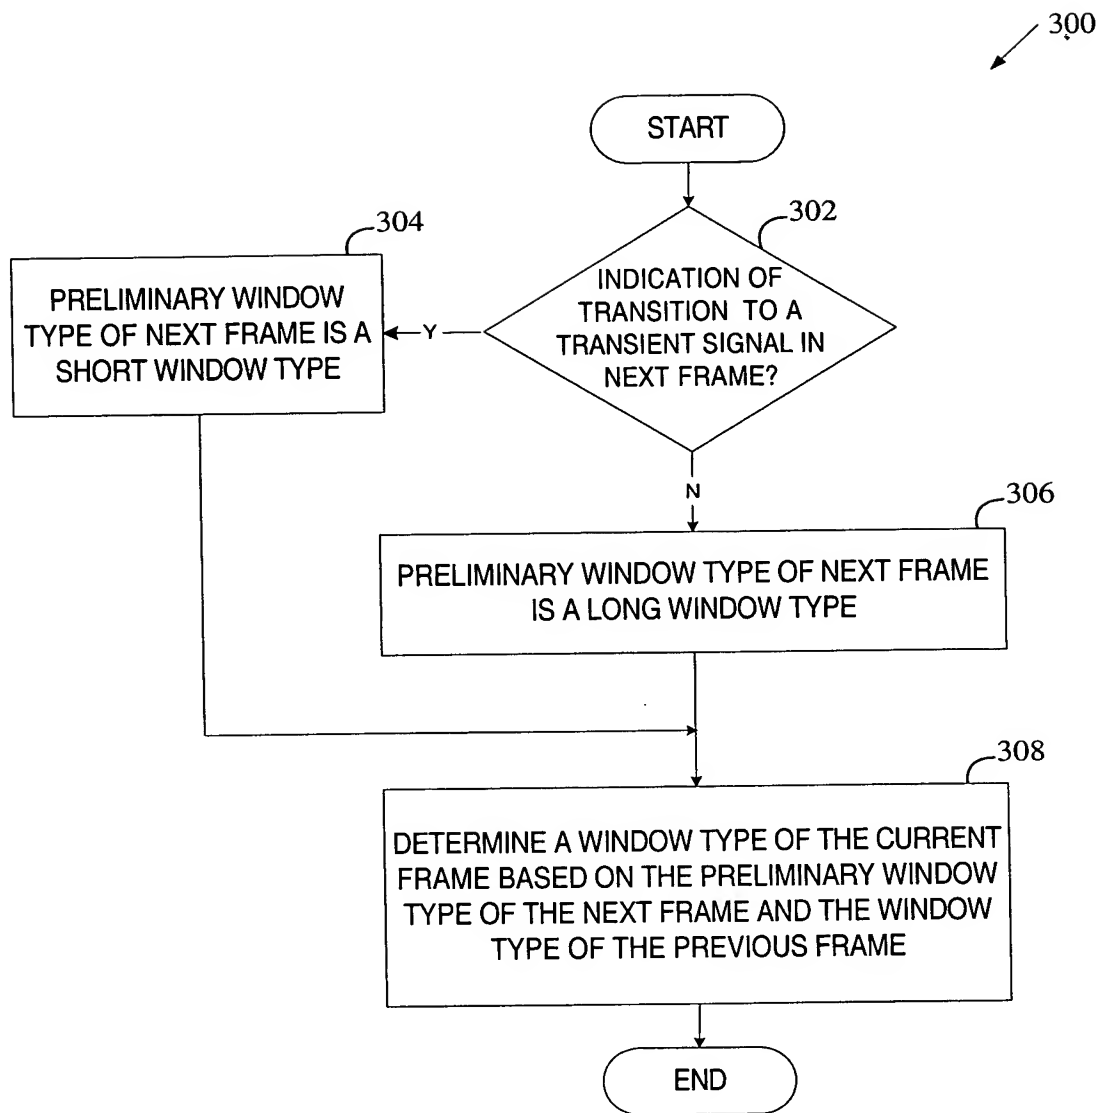 300
START
302
INDICATION OF
TRANSITION TO A
TRANSIENT SIGNAL IN
NEXT FRAME?
304
PRELIMINARY WINDOW
TYPE OF NEXT FRAME IS A
SHORT WINDOW TYPE
Y
N
306
PRELIMINARY WINDOW TYPE OF NEXT FRAME
IS A LONG WINDOW TYPE
308
DETERMINE A WINDOW TYPE OF THE CURRENT
FRAME BASED ON THE PRELIMINARY WINDOW
TYPE OF THE NEXT FRAME AND THE WINDOW
TYPE OF THE PREVIOUS FRAME
END